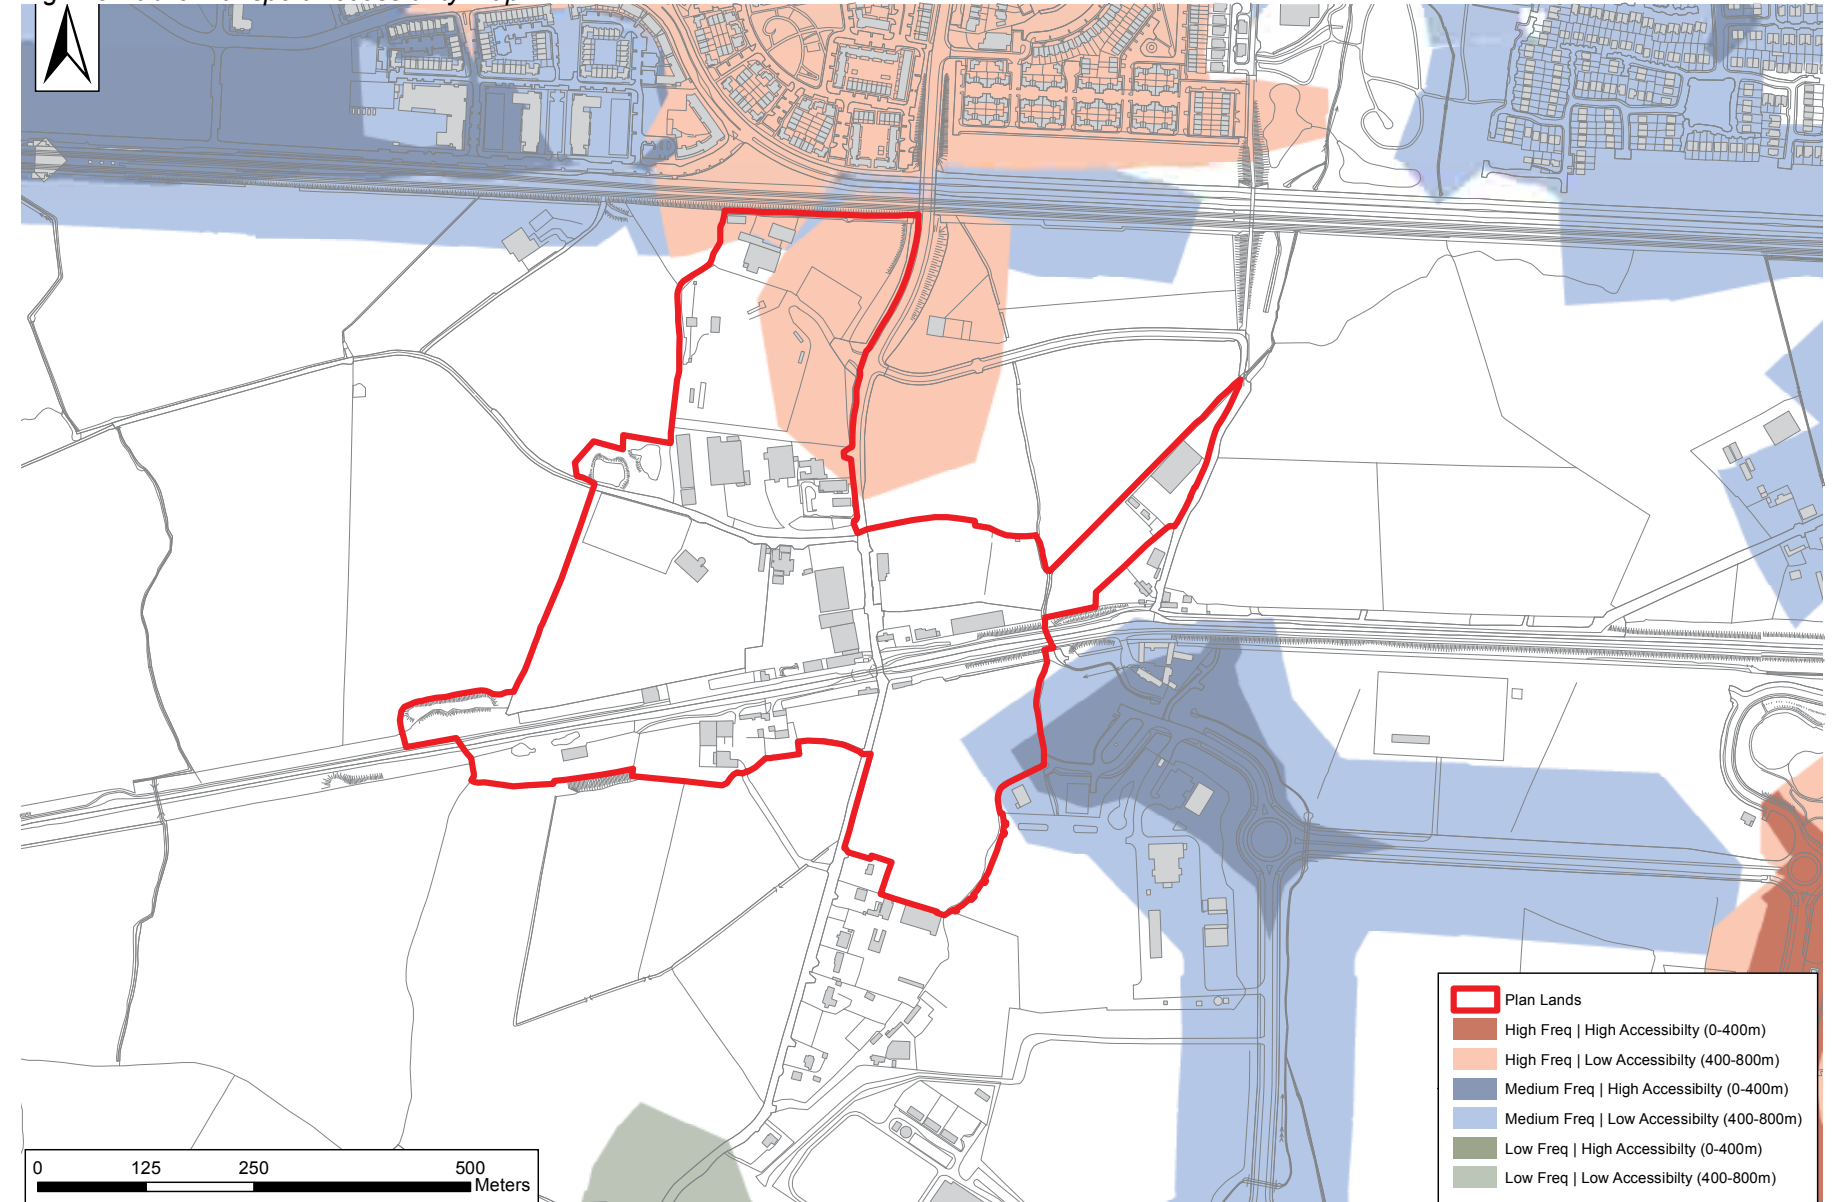 Plan Lands
High Freq | High Accessibilty (0-400m)
High Freq | Low Accessibilty (400-800m)
Medium Freq | High Accessibilty (0-400m)
Medium Freq | Low Accessibilty (400-800m)
Low Freq | High Accessibilty (0-400m)
Low Freq | Low Accessibilty (400-800m)
0 125 250 500
Meters